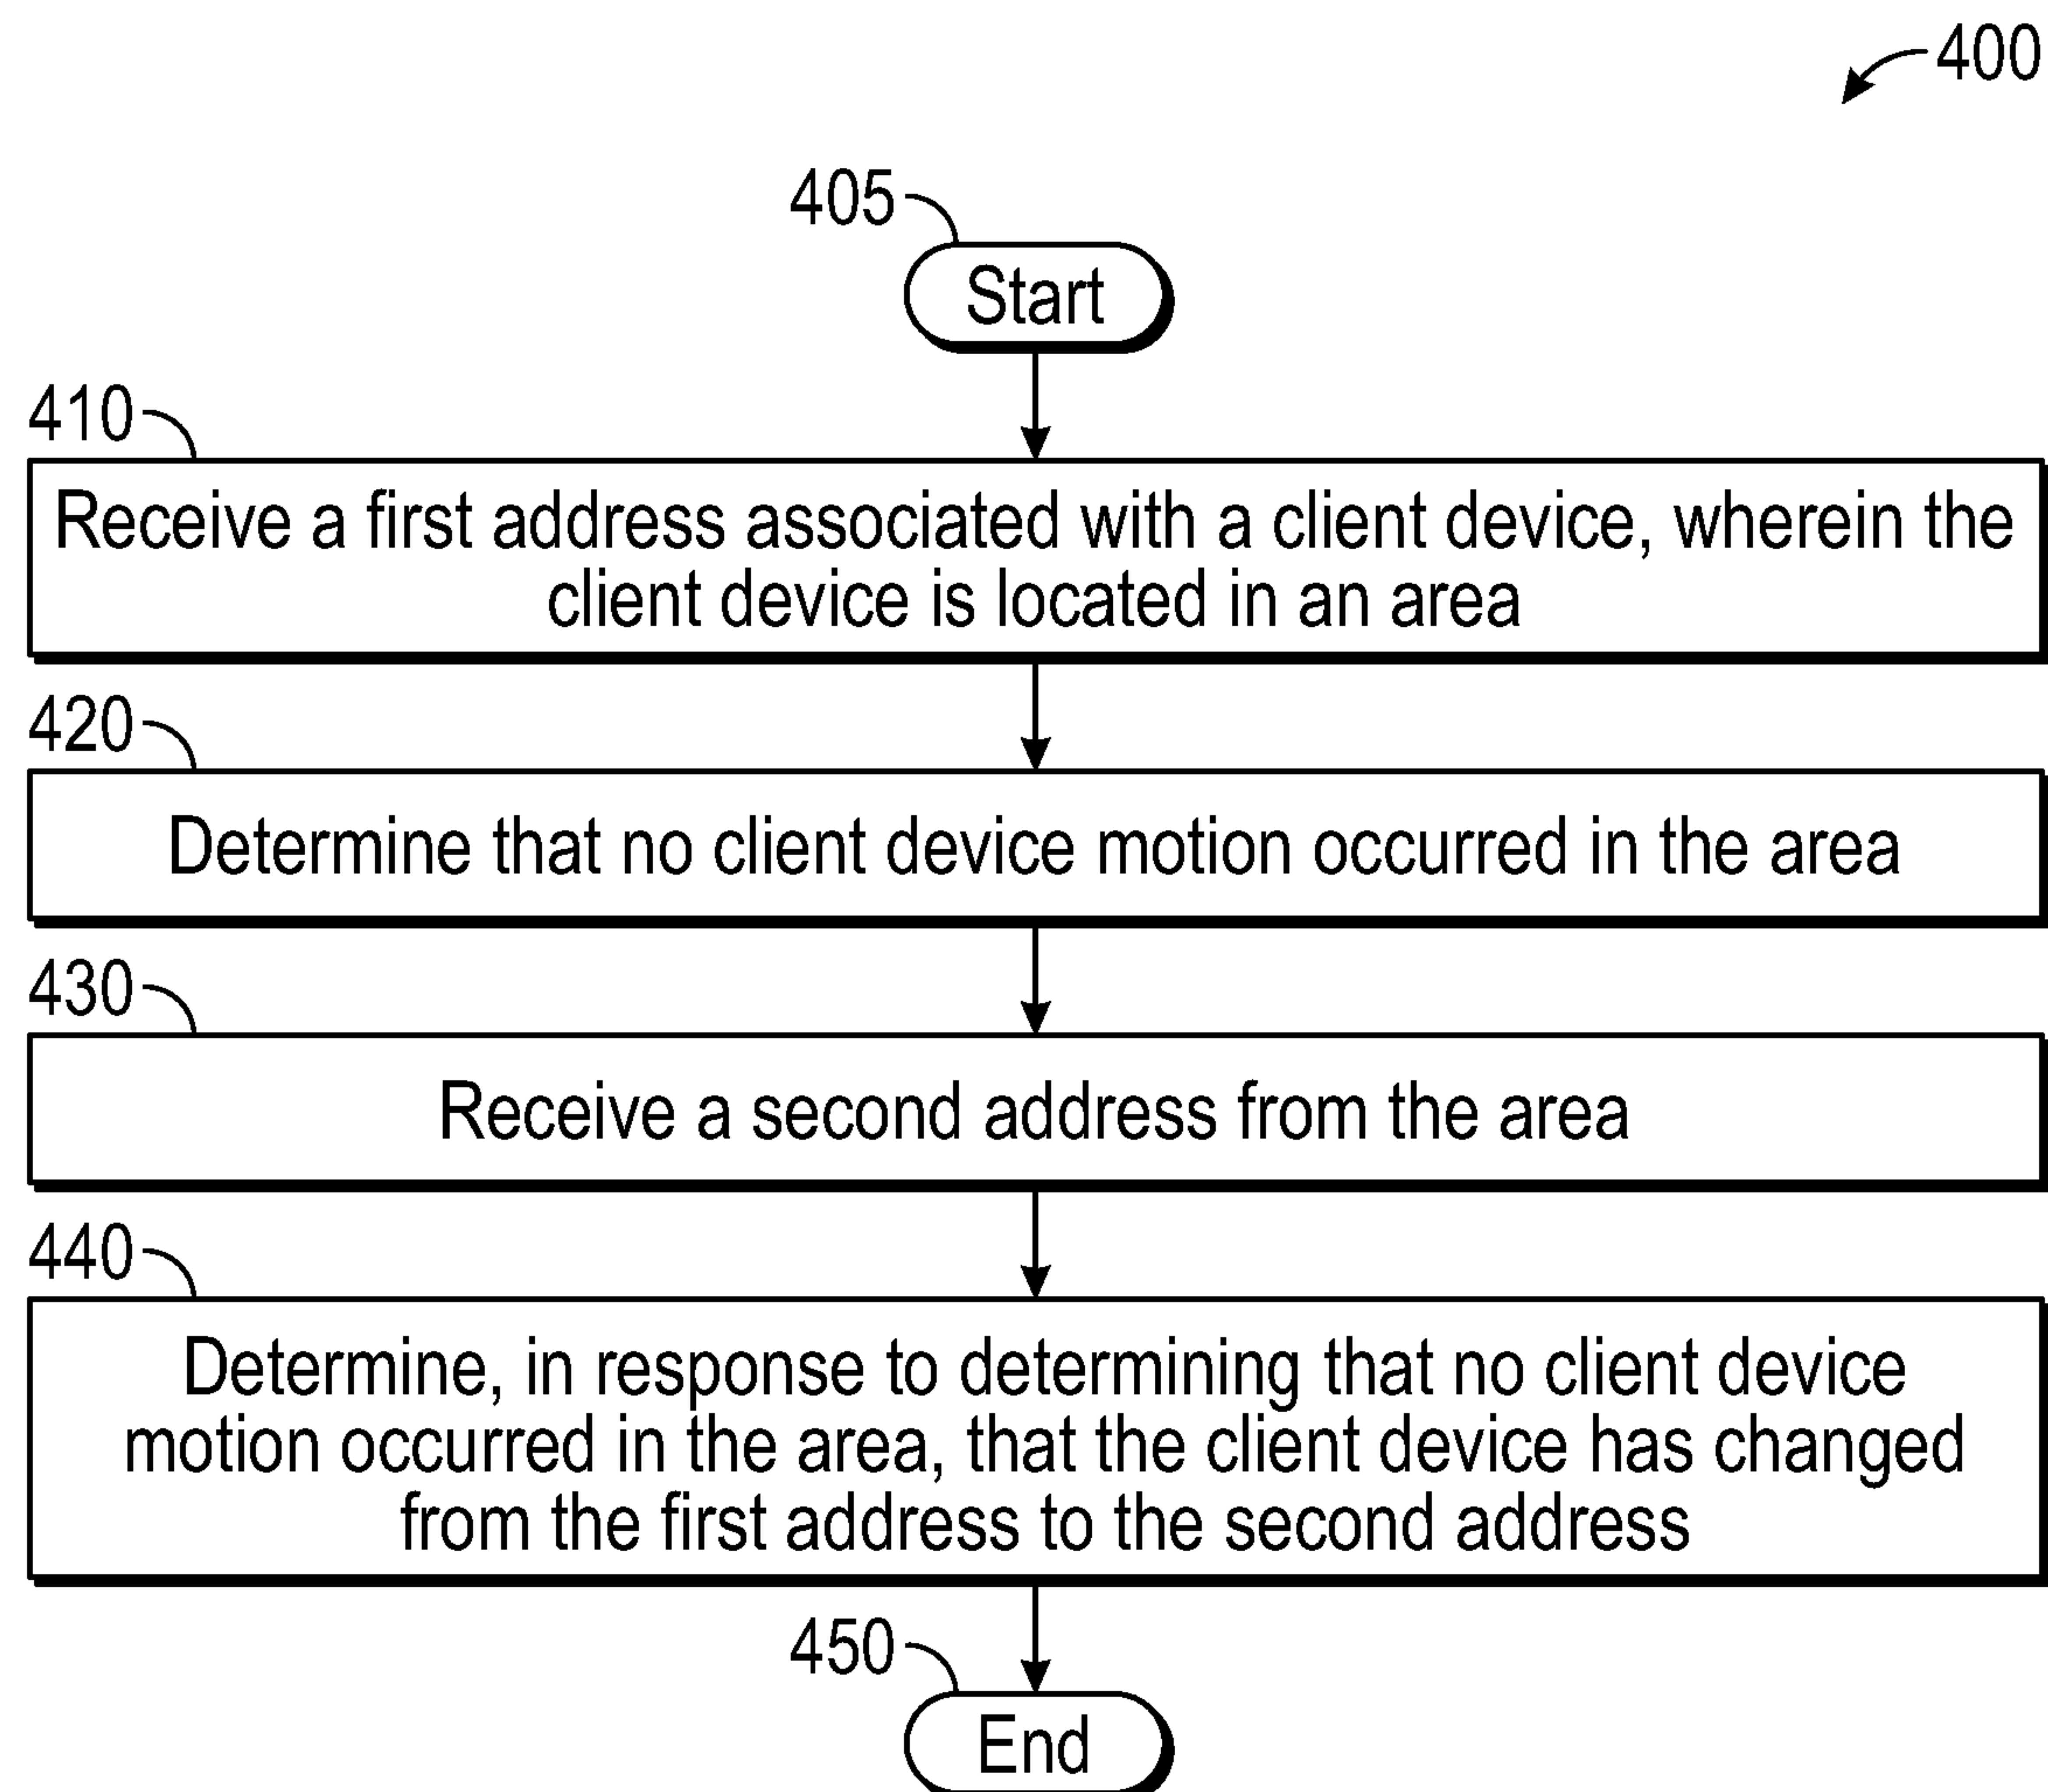 400
405
Start
410
Receive a first address associated with a client device, wherein the
client device is located in an area
420
Determine that no client device motion occurred in the area
430
Receive a second address from the area
440
Determine, in response to determining that no client device
motion occurred in the area, that the client device has changed
from the first address to the second address
450
End